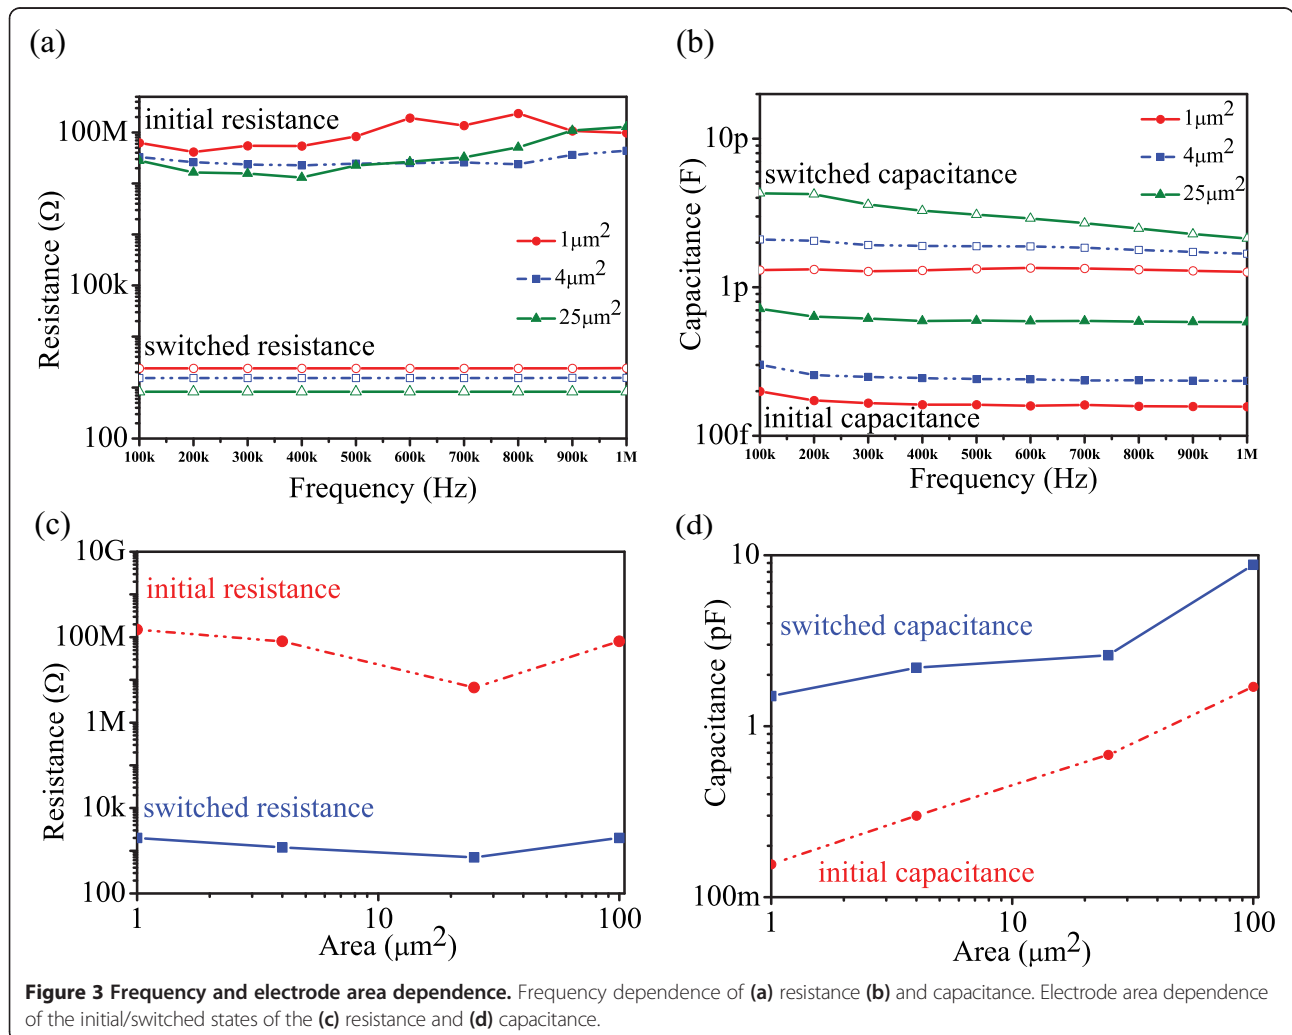 (a)
initial resistance
100M
100k
100
Resistance (Ω)
1μm2
4μm2
25μm2
switched resistance
100k 200k 300k 400k 500k 600k 700k 800k 900k 1M
Frequency (Hz)
(b)
10p
1p
100f
Capacitance (F)
1μm2
4μm2
25μm2
switched capacitance
initial capacitance
100k 200k 300k 400k 500k 600k 700k 800k 900k 1M
Frequency (Hz)
(c)
10G
100M
1M
10k
100
Resistance (Ω)
initial resistance
switched resistance
1 10 100
Area (μm2)
(d)
10
1
100m
Capacitance (pF)
switched capacitance
initial capacitance
1 10 100
Area (μm2)
Figure 3 Frequency and electrode area dependence. Frequency dependence of (a) resistance (b) and capacitance. Electrode area dependence
of the initial/switched states of the (c) resistance and (d) capacitance.